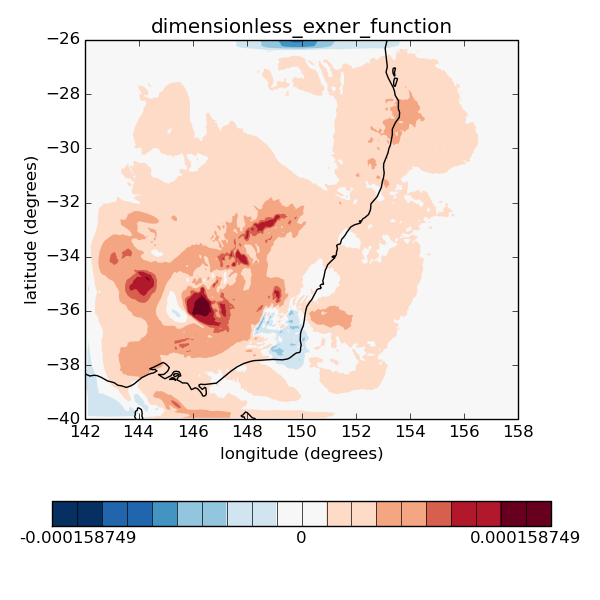 dimensionless_exner_function
−26
−28
−30
−32
−34
−36
−38
−40
latitude (degrees)
142 144 146 148 150 152 154 156 158
longitude (degrees)
-0.000158749 0 0.000158749